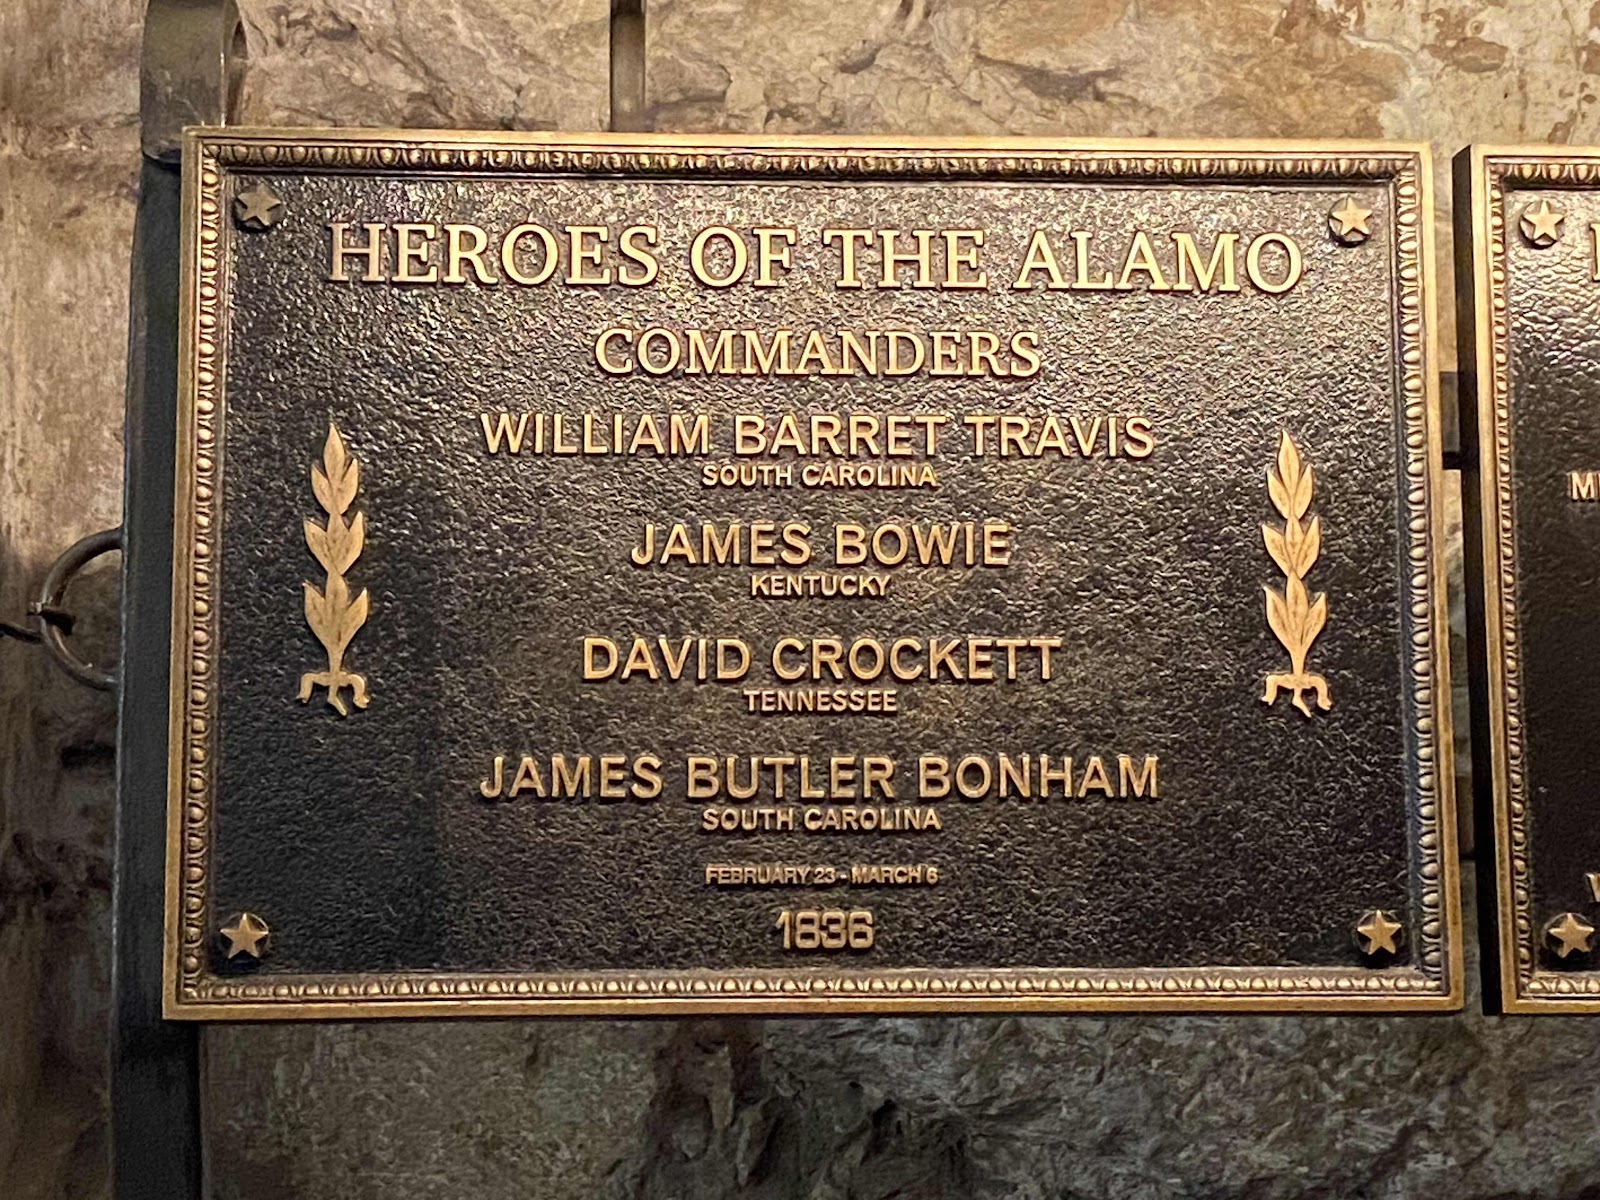 HEROES OF THE ALAMO
COMMANDERS
WILLIAM BARRET TRAVIS
SOUTH CAROLINA
JAMES BOWIE
KENTUCKY
DAVID CROCKETT
TENNESSEE
JAMES BUTLER BONHAM
SOUTH CAROLINA
FEBRUARY 23 - MARCH 6
1836